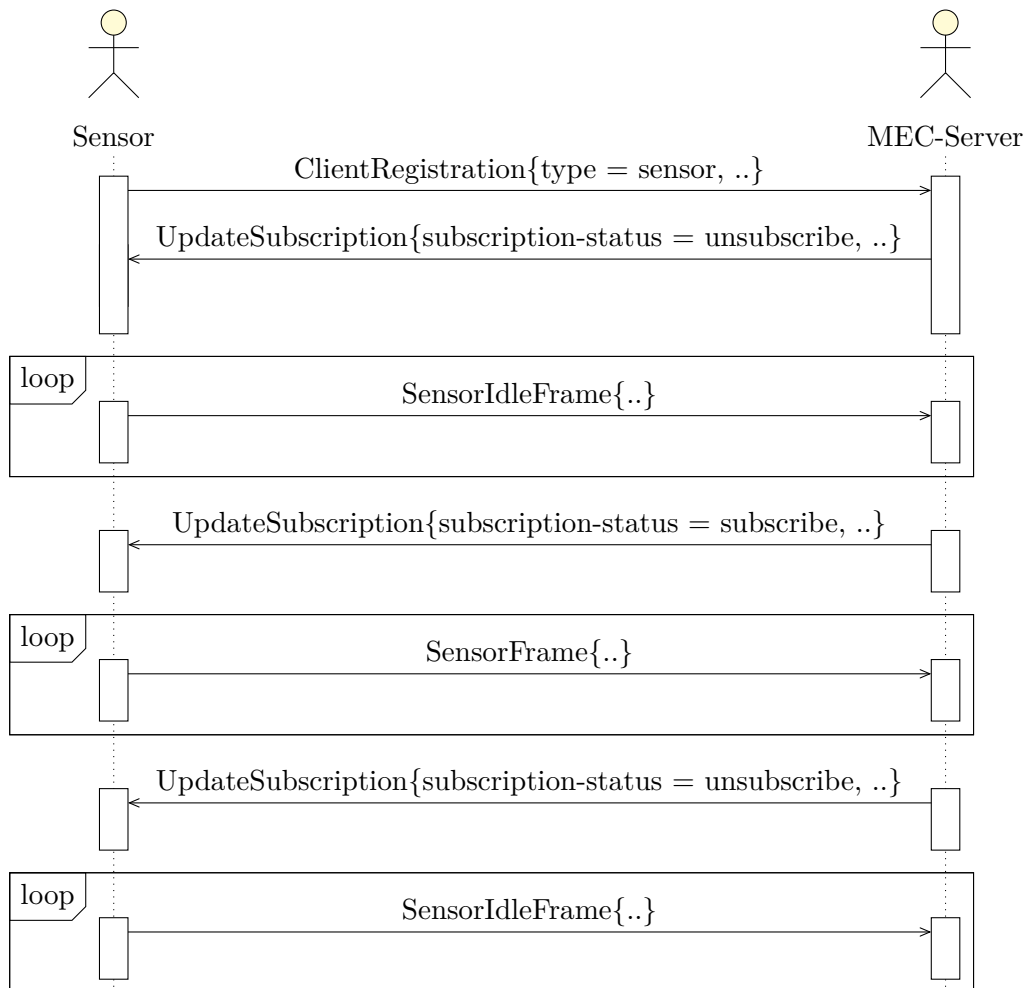 Sensor
MEC-Server
ClientRegistration{type = sensor, ..}
UpdateSubscription{subscription-status = unsubscribe, ..}
loop
SensorIdleFrame{..}
UpdateSubscription{subscription-status = subscribe, ..}
loop
SensorFrame{..}
UpdateSubscription{subscription-status = unsubscribe, ..}
loop
SensorIdleFrame{..}